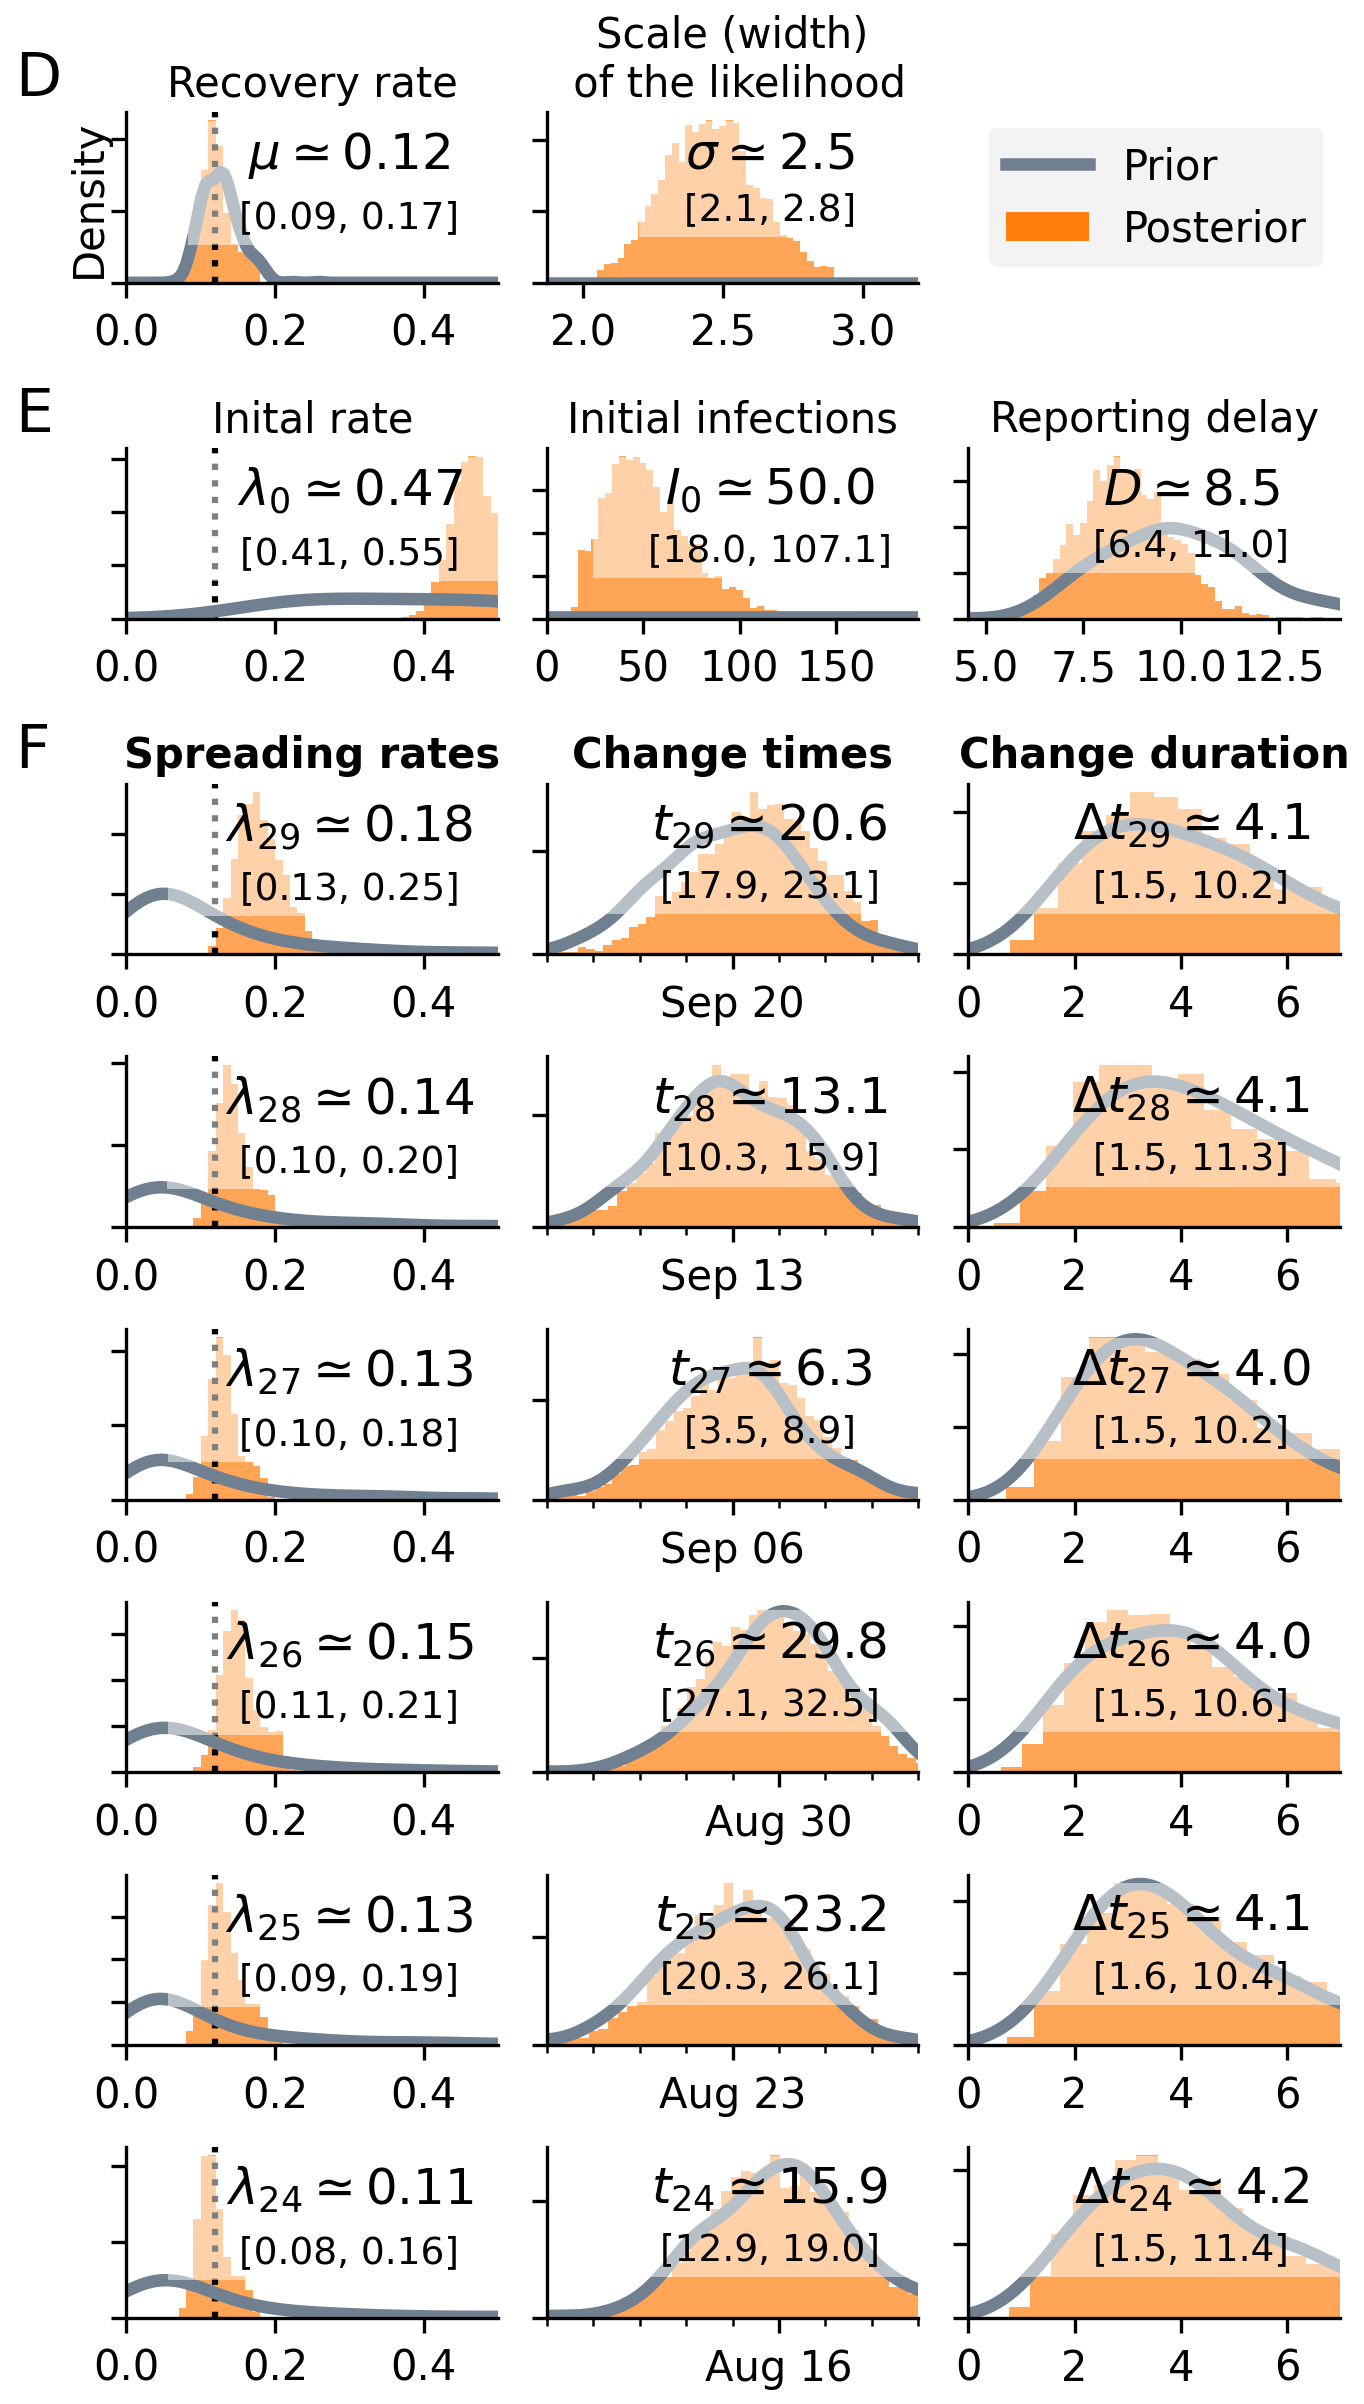 D
Recovery rate
Scale (width)
of the likelihood
Density
μ ≃ 0.12
[0.09, 0.17]
σ ≃ 2.5
[2.1, 2.8]
Prior
Posterior
0.0 0.2 0.4
2.0 2.5 3.0
E
Inital rate
Initial infections
Reporting delay
λ0 ≃ 0.47
[0.41, 0.55]
I0 ≃ 50.0
[18.0, 107.1]
D ≃ 8.5
[6.4, 11.0]
0.0 0.2 0.4
0 50 100 150
5.0 7.5 10.0 12.5
F
Spreading rates
Change times
Change duration
λ29 ≃ 0.18
[0.13, 0.25]
t29 ≃ 20.6
[17.9, 23.1]
Δt29 ≃ 4.1
[1.5, 10.2]
0.0 0.2 0.4
Sep 20
0 2 4 6
λ28 ≃ 0.14
[0.10, 0.20]
t28 ≃ 13.1
[10.3, 15.9]
Δt28 ≃ 4.1
[1.5, 11.3]
0.0 0.2 0.4
Sep 13
0 2 4 6
λ27 ≃ 0.13
[0.10, 0.18]
t27 ≃ 6.3
[3.5, 8.9]
Δt27 ≃ 4.0
[1.5, 10.2]
0.0 0.2 0.4
Sep 06
0 2 4 6
λ26 ≃ 0.15
[0.11, 0.21]
t26 ≃ 29.8
[27.1, 32.5]
Δt26 ≃ 4.0
[1.5, 10.6]
0.0 0.2 0.4
Aug 30
0 2 4 6
λ25 ≃ 0.13
[0.09, 0.19]
t25 ≃ 23.2
[20.3, 26.1]
Δt25 ≃ 4.1
[1.6, 10.4]
0.0 0.2 0.4
Aug 23
0 2 4 6
λ24 ≃ 0.11
[0.08, 0.16]
t24 ≃ 15.9
[12.9, 19.0]
Δt24 ≃ 4.2
[1.5, 11.4]
0.0 0.2 0.4
Aug 16
0 2 4 6